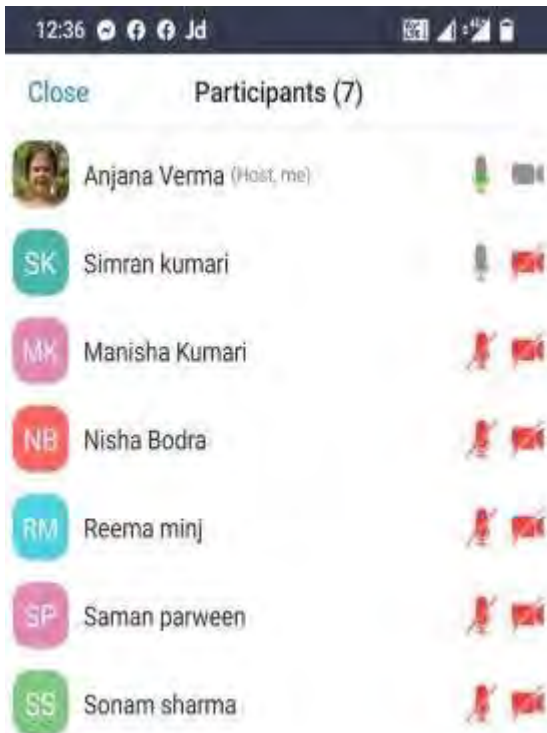 12:36 Jd
Close Participants (7)
Anjana Verma (Host, me)
SK Simran kumari
MK Manisha Kumari
NB Nisha Bodra
RM Reema minj
SP Saman parween
SS Sonam sharma